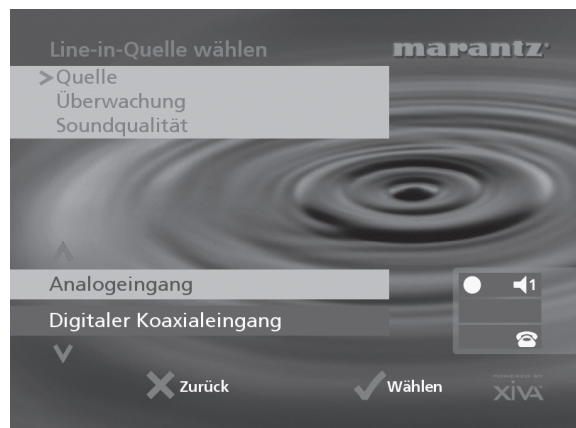 Line-in-Quelle wählen
marantz
> Quelle
Überwachung
Soundqualität
Analogeingang
1
Digitaler Koaxialeingang
Zurück
Wählen
XiVA